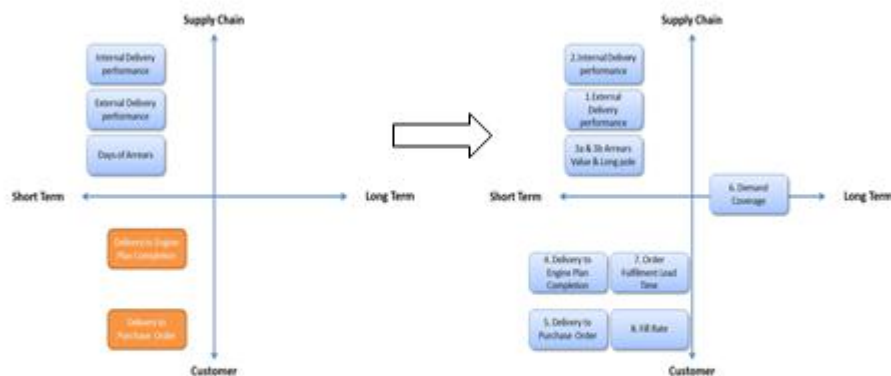 Supply Chain
Internal Delivery
performance
External Delivery
performance
Days of Arrears
Short Term
Long Term
Delivery to Engine
Plan Completion
Delivery to
Purchase Order
Customer
Supply Chain
2. Internal Delivery
performance
1.External
Delivery
performance
3a & 3b Arrears
Value & Long pole
6. Demand
Coverage
Short Term
Long Term
4. Delivery to
Engine Plan
Completion
7. Order
Fulfilment Lead
Time
5. Delivery to
Purchase Order
8. Fill Rate
Customer